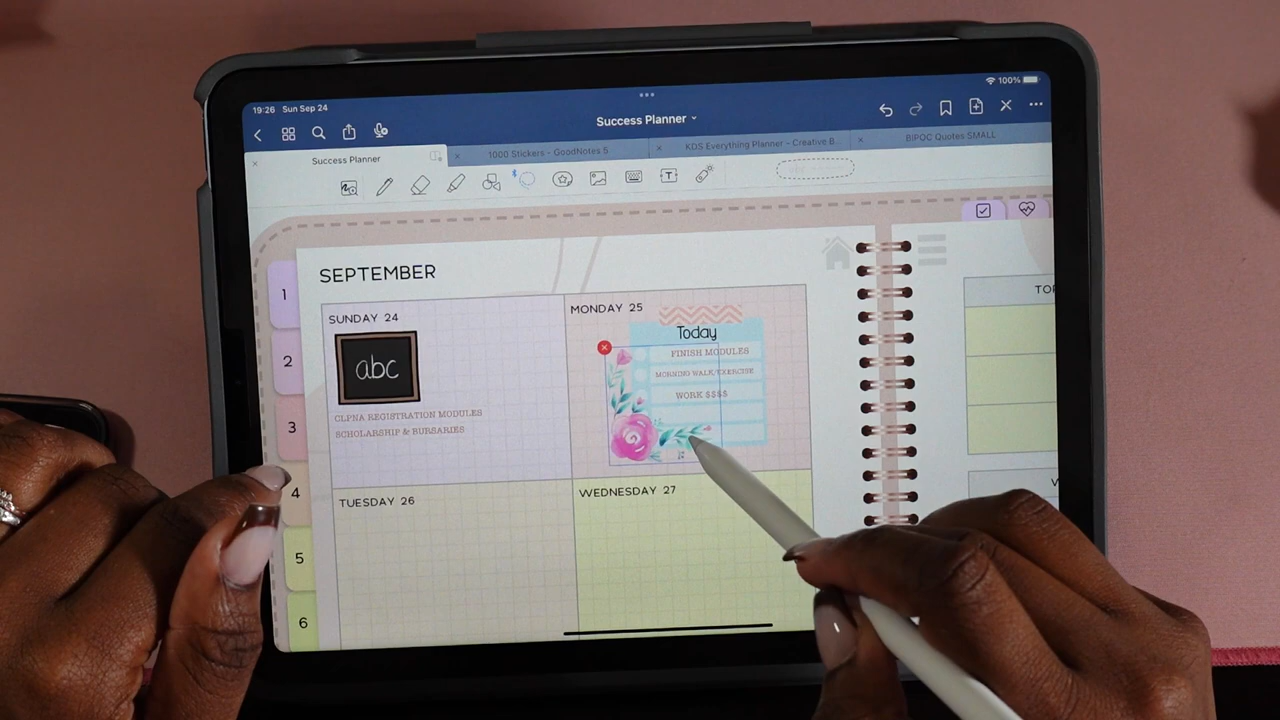 19:26 Sun Sep 24
100%
Success Planner
Success Planner
1000 Stickers - GoodNotes 5
KDS Everything Planner - Creative B...
BIPOC Quotes SMALL
SEPTEMBER
1
2
3
4
5
6
SUNDAY 24
abc
CLPNA REGISTRATION MODULES
SCHOLARSHIP & BURSARIES
MONDAY 25
Today
FINISH MODULES
MORNING WALK/EXERCISE
WORK $$$$
TUESDAY 26
WEDNESDAY 27